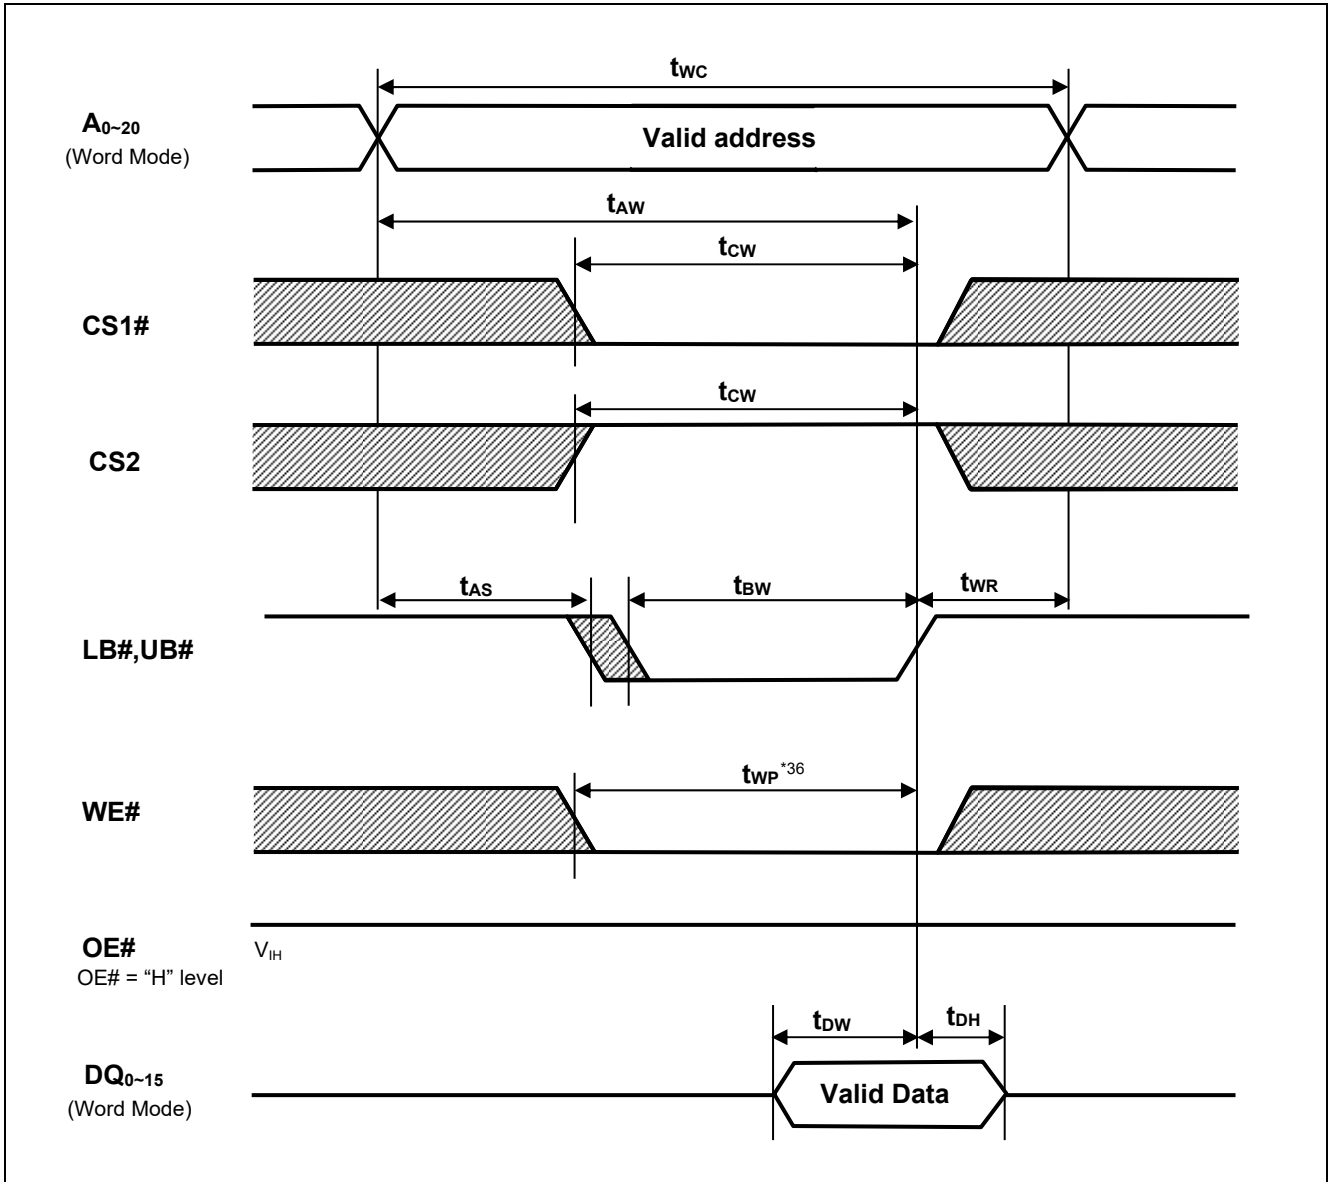 tWC
A0~20
(Word Mode)
Valid address
tAW
tCW
CS1#
tCW
CS2
tAS
tBW
tWR
LB#,UB#
tWP*36
WE#
OE#
VIH
OE# = “H” level
tDW
tDH
DQ0~15
(Word Mode)
Valid Data